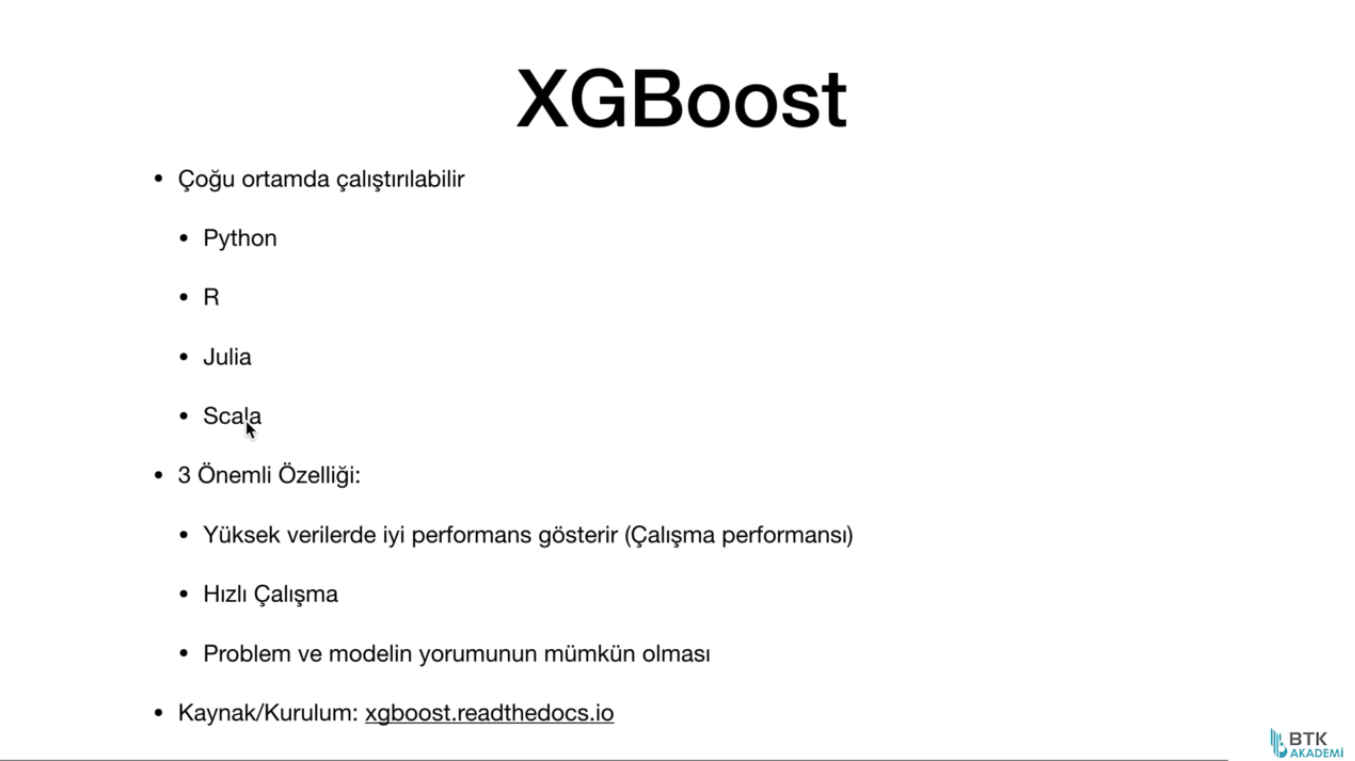 XGBoost
• Çoğu ortamda çalıştırılabilir
• Python
• R
• Julia
• Scala
• 3 Önemli Özelliği:
• Yüksek verilerde iyi performans gösterir (Çalışma performansı)
• Hızlı Çalışma
• Problem ve modelin yorumunun mümkün olması
• Kaynak/Kurulum: xgboost.readthedocs.io
BTK
AKADEMİ